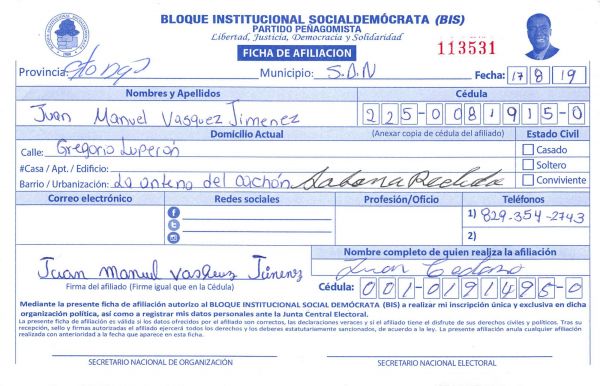 BLOQUE INSTITUCIONAL SOCIALDEMÓCRATA (BIS)
PARTIDO PEÑAGOMISTA
Libertad, Justicia, Democracia y Solidaridad
FICHA DE AFILIACION
113531
Provincia: Stongo Municipio: S.D.N Fecha: 17 8 19
Nombres y Apellidos Cédula
Juan Manuel Vasquez Jimenez 225-0081915-0
Domicilio Actual (Anexar copia de cédula del afiliado) Estado Civil
Calle: Gregorio Luperón Casado
#Casa / Apt. / Edificio: Soltero
Barrio / Urbanización: La antena del cachón Sabana Perdida Conviviente
Correo electrónico Redes sociales Profesión/Oficio Teléfonos
1) 829-354-2743
2)
Nombre completo de quien realiza la afiliación
Juan Manuel Vasquez Jimenez Juan
Firma del afiliado (Firme igual que en la Cédula) Cédula: 001-0191495-0
Mediante la presente ficha de afiliación autorizo al BLOQUE INSTITUCIONAL SOCIAL DEMÓCRATA (BIS) a realizar mi inscripción única y exclusiva en dicha
organización política, así como a registrar mis datos personales ante la Junta Central Electoral.
La presente ficha de afiliación es válida si los datos ofrecidos por el afiliado son correctos, las declaraciones veraces y si el afiliado tiene el disfrute de sus derechos civiles y políticos. Tras su
recepción, sello y firmas autorizadas el afiliado ejercerá todos los derechos y los deberes estatutariamente sancionados, de acuerdo a la ley. La presente afiliación anula cualquier afiliación
realizada con anterioridad a la fecha que aparece en esta ficha.
SECRETARIO NACIONAL DE ORGANIZACIÓN SECRETARIO NACIONAL ELECTORAL